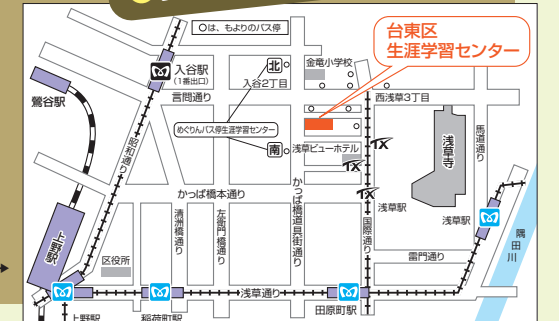 ○は、もよりのバス停
台東区
生涯学習センター
入谷駅
(1番出口)
北
入谷2丁目
金竜小学校
鶯谷駅
言問通り
西浅草3丁目
めぐりんバス停生涯学習センター
昭和通り
南
浅草ビューホテル
TX
TX
TX
浅草寺
馬道通り
かっぱ橋本通り
浅草駅
浅草駅
清洲橋通り
左衛門橋通り
かっぱ橋道具街通り
国際通り
隅田川
上野駅
区役所
雷門通り
浅草通り
上野駅
稲荷町駅
田原町駅